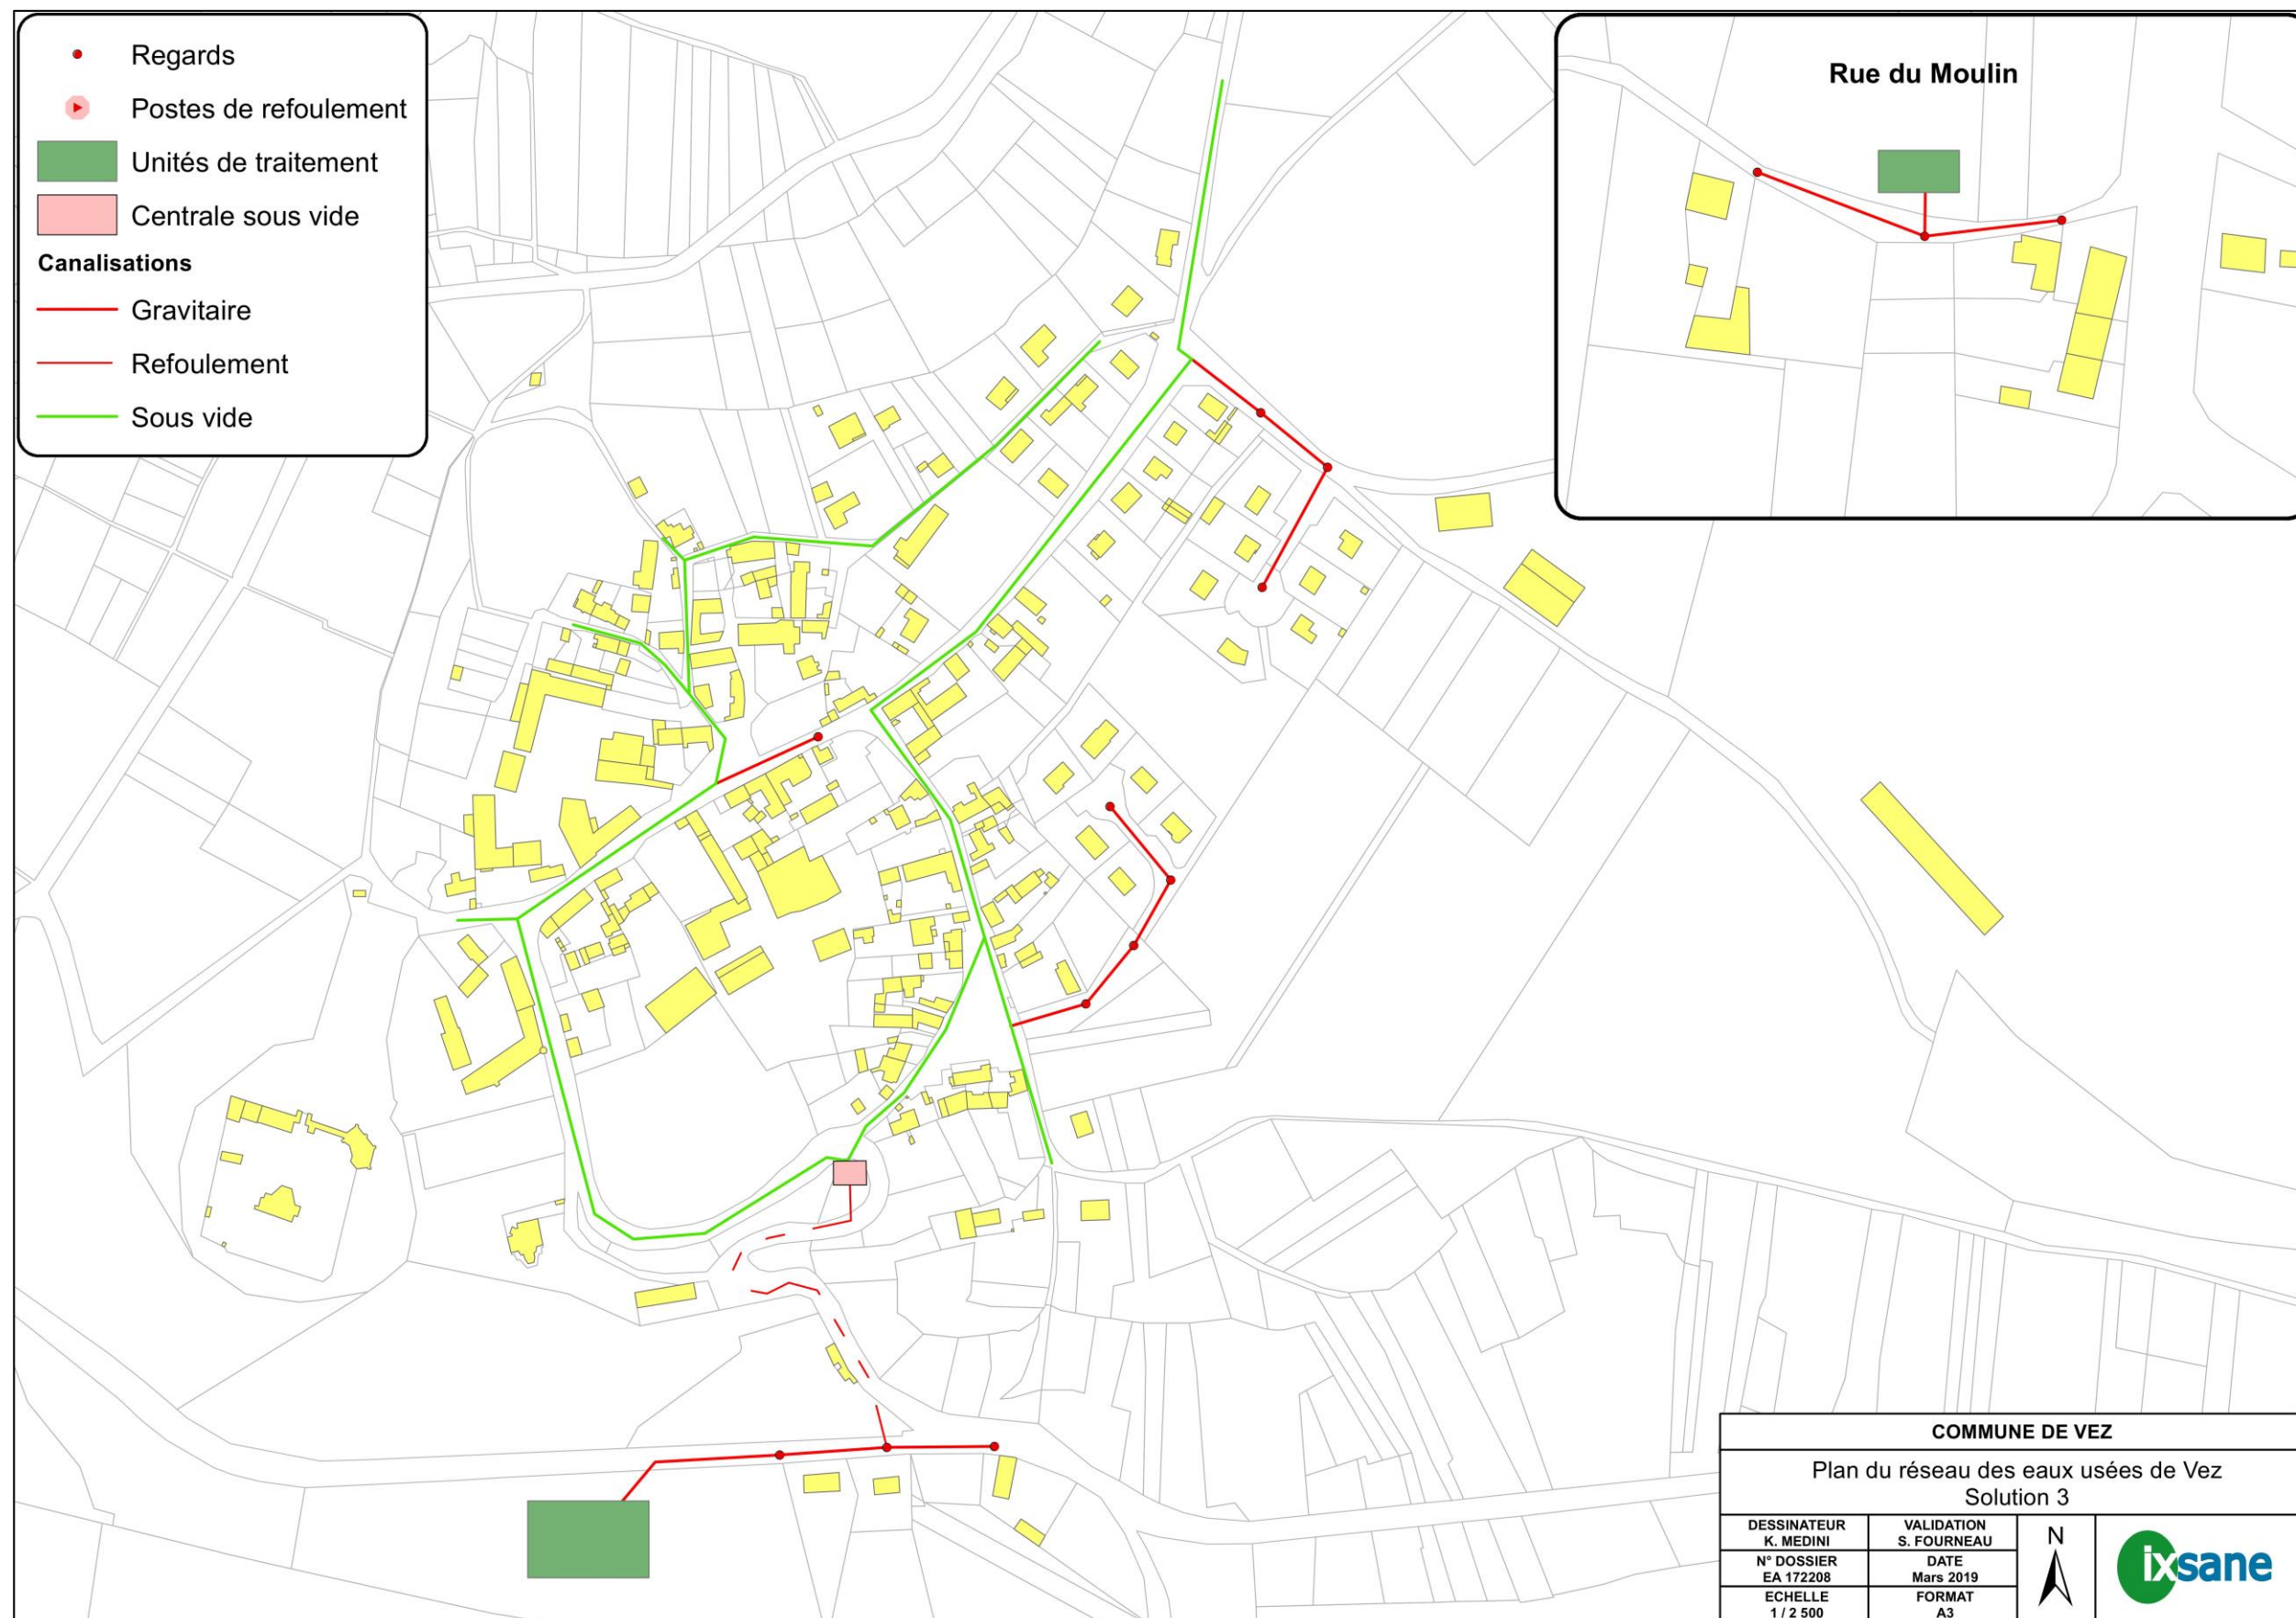 Regards
Postes de refoulement
Unités de traitement
Centrale sous vide
Canalisations
Gravitaire
Refoulement
Sous vide
Rue du Moulin
COMMUNE DE VEZ
Plan du réseau des eaux usées de Vez
Solution 3
DESSINATEUR
K. MEDINI
VALIDATION
S. FOURNEAU
N° DOSSIER
EA 172208
DATE
Mars 2019
ECHELLE
1 / 2 500
FORMAT
A3
N
ixsane